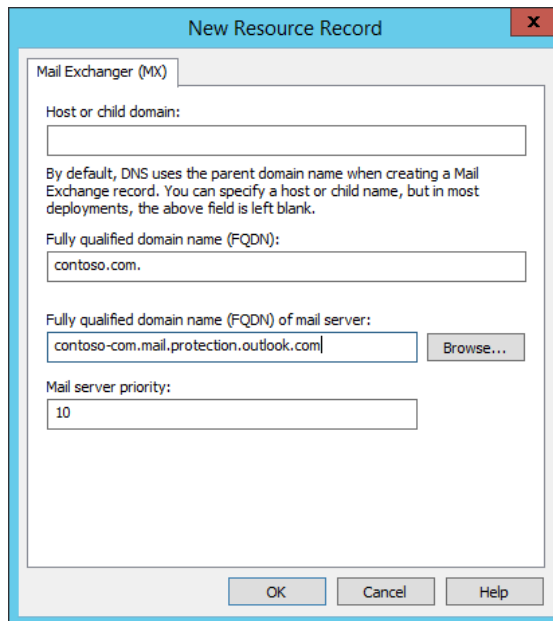 New Resource Record
x
Mail Exchanger (MX)
Host or child domain:
By default, DNS uses the parent domain name when creating a Mail
Exchange record. You can specify a host or child name, but in most
deployments, the above field is left blank.
Fully qualified domain name (FQDN):
contoso.com.
Fully qualified domain name (FQDN) of mail server:
contoso-com.mail.protection.outlook.com
Browse...
Mail server priority:
10
OK Cancel Help